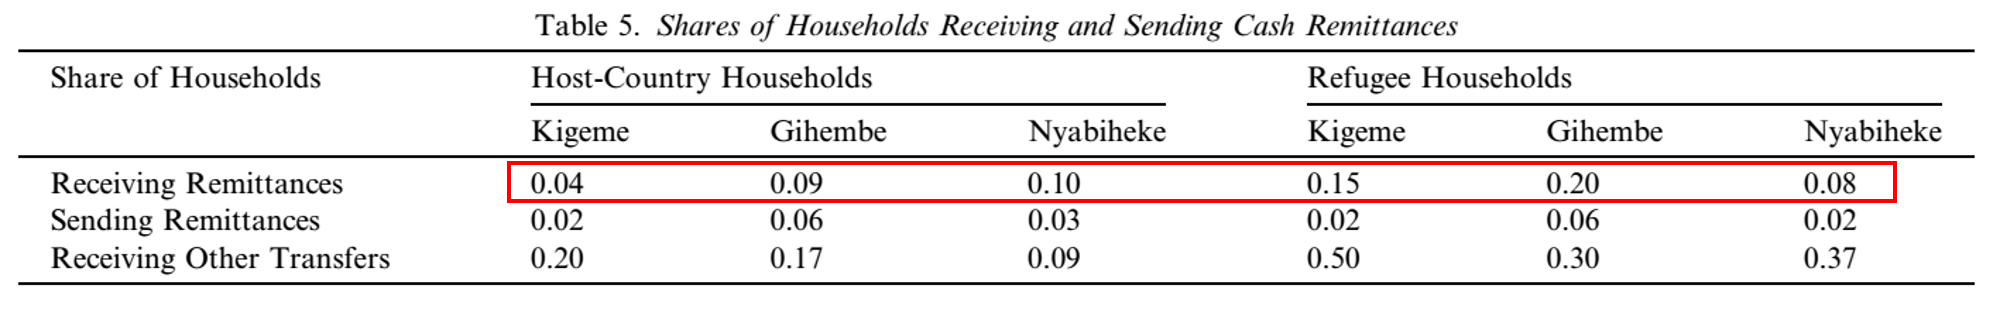 Table 5. Shares of Households Receiving and Sending Cash Remittances
Share of Households Host-Country Households Refugee Households
Kigeme Gihembe Nyabiheke Kigeme Gihembe Nyabiheke
Receiving Remittances 0.04 0.09 0.10 0.15 0.20 0.08
Sending Remittances 0.02 0.06 0.03 0.02 0.06 0.02
Receiving Other Transfers 0.20 0.17 0.09 0.50 0.30 0.37